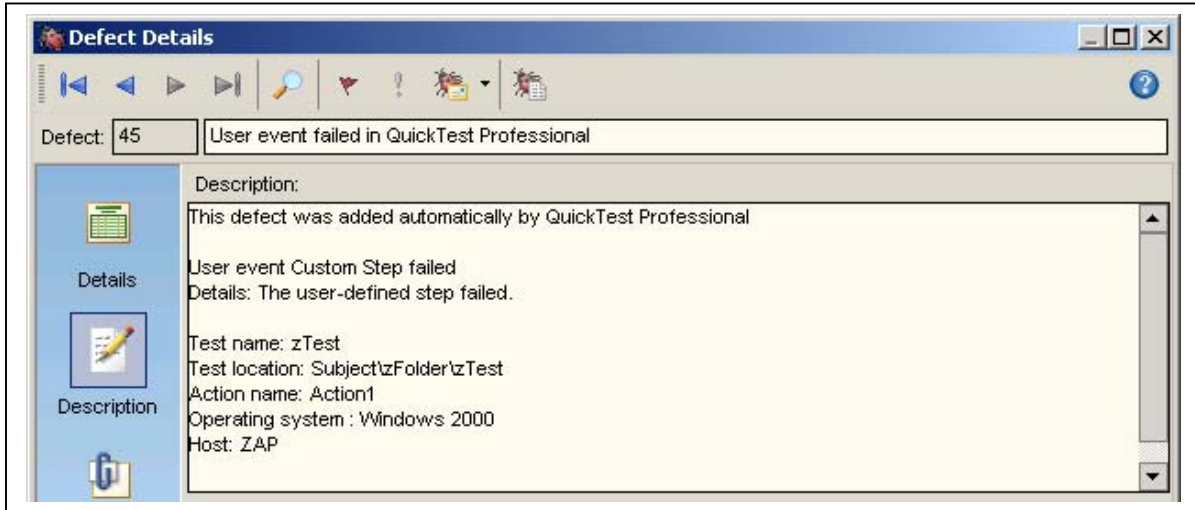 Defect Details
Defect: 45 User event failed in QuickTest Professional
Description:
This defect was added automatically by QuickTest Professional
User event Custom Step failed
Details: The user-defined step failed.
Test name: zTest
Test location: Subject\zFolder\zTest
Action name: Action1
Operating system : Windows 2000
Host: ZAP
Details
Description